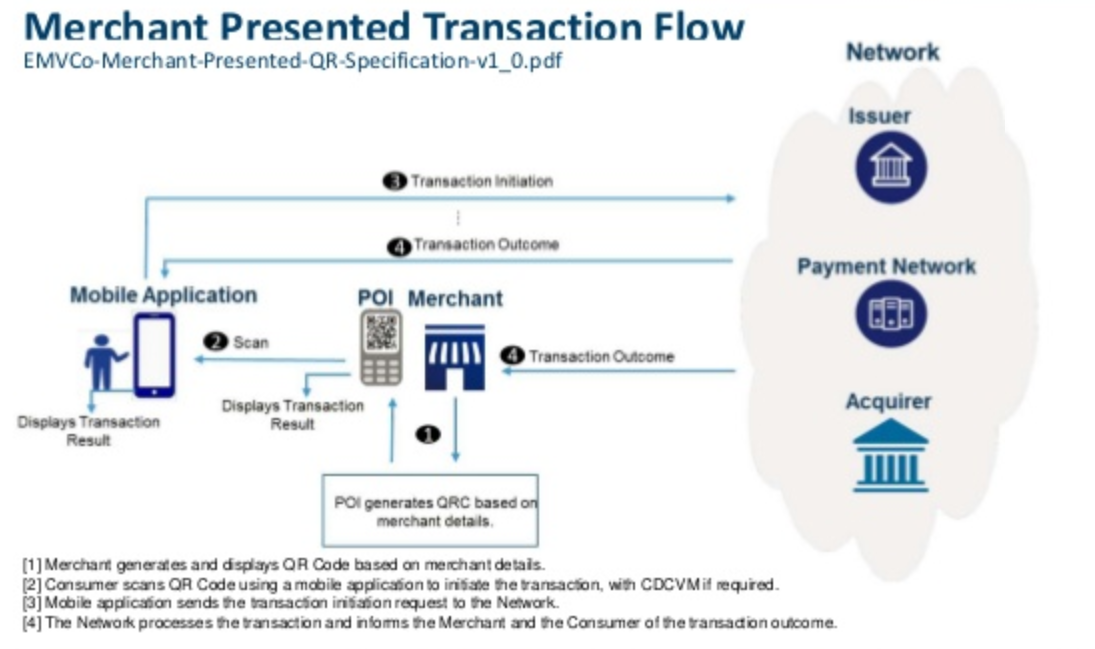 Merchant Presented Transaction Flow
EMVCo-Merchant-Presented-QR-Specification-v1_0.pdf
Network
Issuer
3 Transaction Initiation
4 Transaction Outcome
Payment Network
Mobile Application
POI Merchant
2 Scan
4 Transaction Outcome
Displays Transaction
Result
Displays Transaction
Result
Acquirer
1
POI generates QRC based on
merchant details.
[1] Merchant generates and displays QR Code based on merchant details.
[2] Consumer scans QR Code using a mobile application to initiate the transaction, with CDCVM if required.
[3] Mobile application sends the transaction initiation request to the Network.
[4] The Network processes the transaction and informs the Merchant and the Consumer of the transaction outcome.